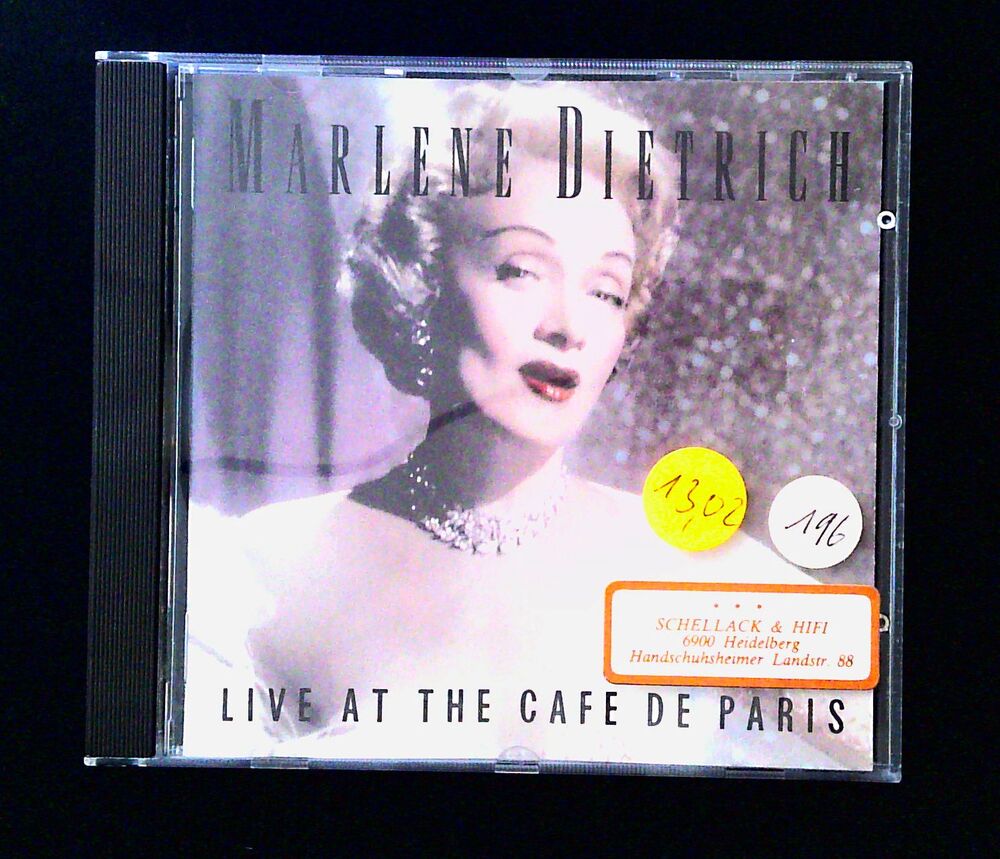 MARLENE DIETRICH
13,02
196
SCHELLACK & HIFI
6900 Heidelberg
Handschuhsheimer Landstr. 88
LIVE AT THE CAFE DE PARIS